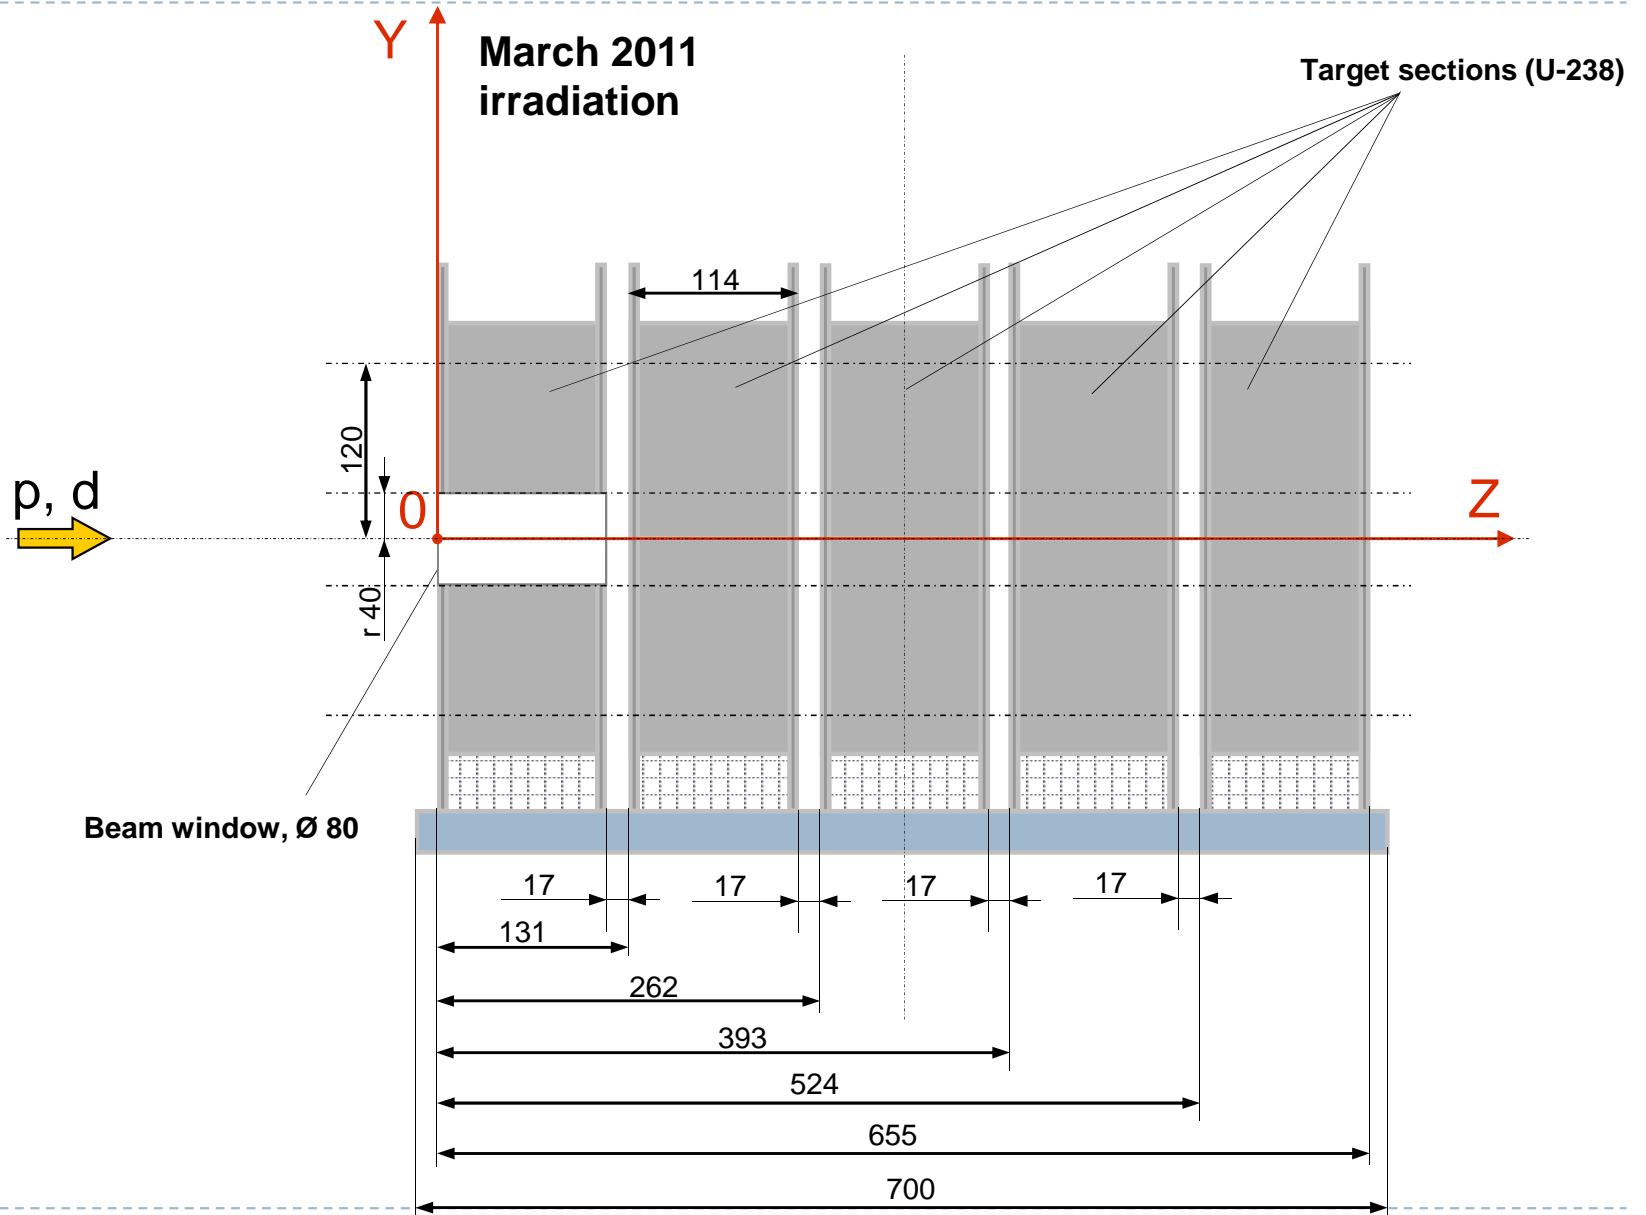 Y
March 2011
irradiation
Target sections (U-238)
114
120
p, d
0
Z
r 40
Beam window, Ø 80
17
17
17
17
131
262
393
524
655
700